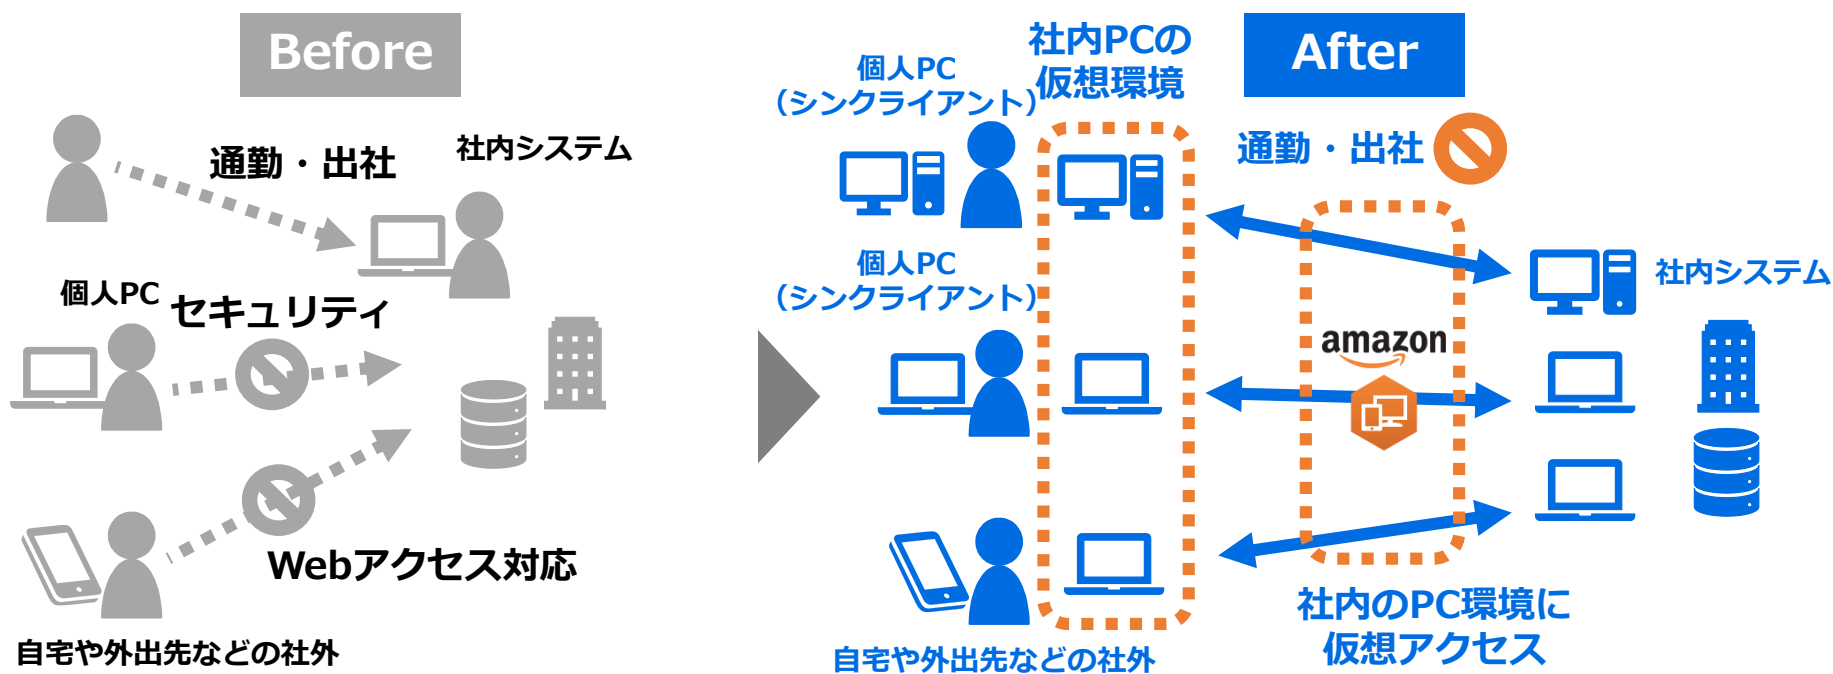 Before
通勤・出社
社内システム
個人PC
セキュリティ
Webアクセス対応
自宅や外出先などの社外
After
社内PCの
仮想環境
個人PC
（シンクライアント）
通勤・出社
個人PC
（シンクライアント）
社内システム
amazon
社内のPC環境に
仮想アクセス
自宅や外出先などの社外